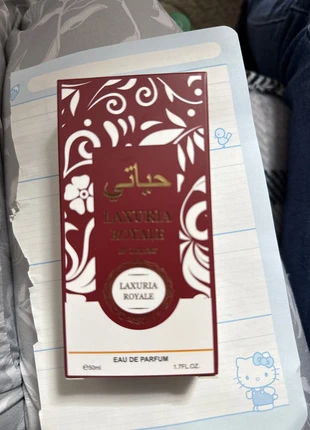 حياتي
LAXURIA
ROYALE
LAXURIA
ROYALE
EAU DE PARFUM
℮50ml
1.7FL.OZ.